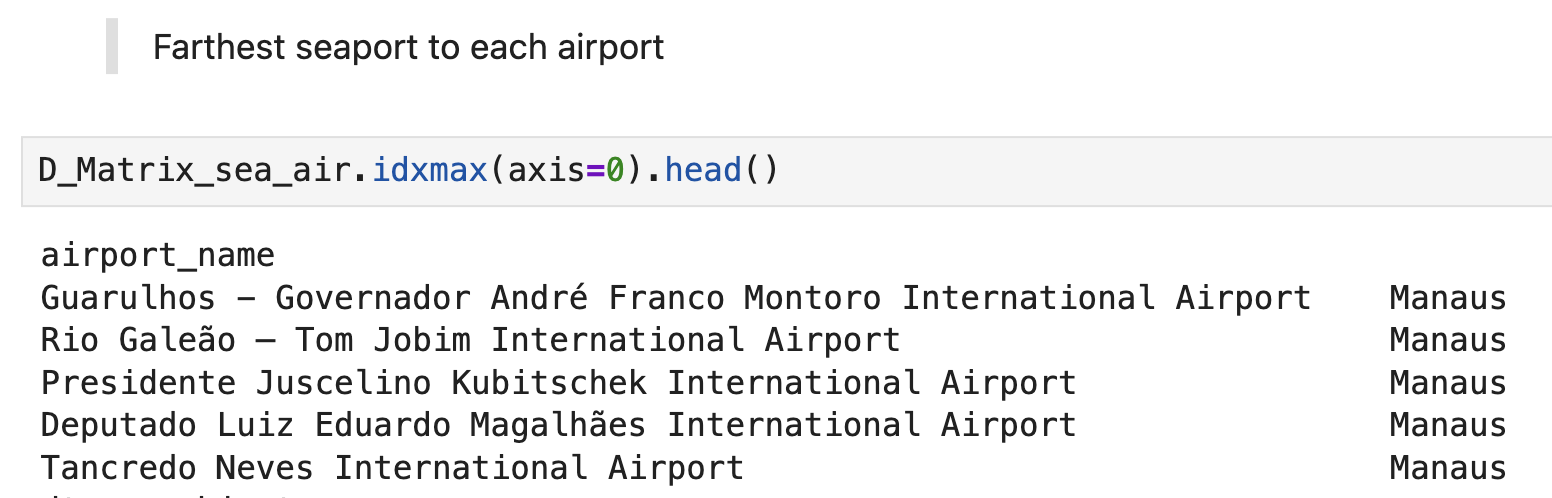 Farthest seaport to each airport
D_Matrix_sea_air.idxmax(axis=0).head()
airport_name
Guarulhos - Governador André Franco Montoro International Airport    Manaus
Rio Galeão – Tom Jobim International Airport                         Manaus
Presidente Juscelino Kubitschek International Airport                Manaus
Deputado Luiz Eduardo Magalhães International Airport                Manaus
Tancredo Neves International Airport                                 Manaus